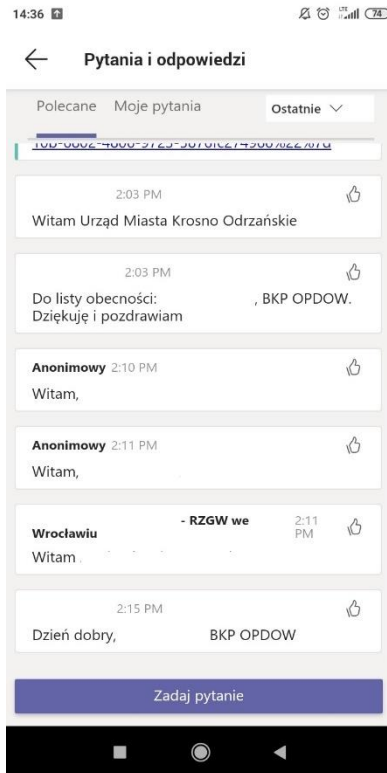 14:36
LTE
74
Pytania i odpowiedzi
Polecane Moje pytania Ostatnie
2:03 PM
Witam Urząd Miasta Krosno Odrzańskie
2:03 PM
Do listy obecności: , BKP OPDOW.
Dziękuję i pozdrawiam
Anonimowy 2:10 PM
Witam,
Anonimowy 2:11 PM
Witam,
- RZGW we
Wrocławiu
2:11
PM
Witam
2:15 PM
Dzień dobry, BKP OPDOW
Zadaj pytanie